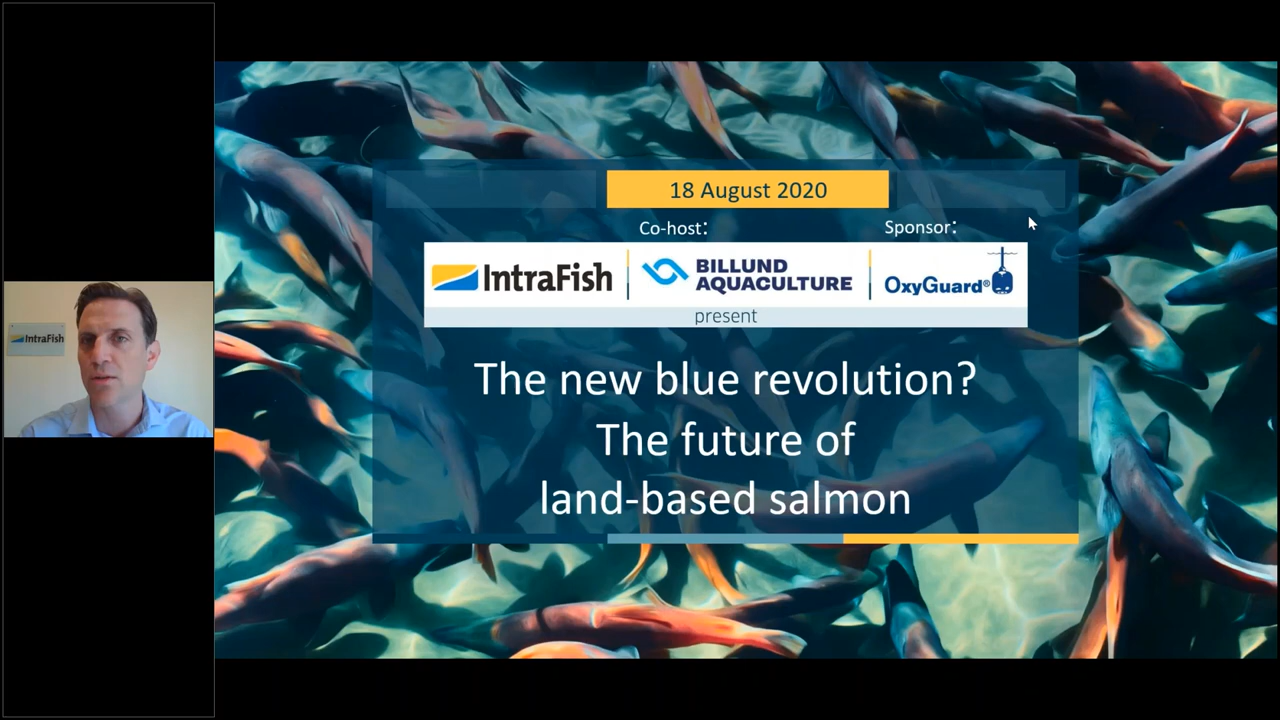 18 August 2020
Co-host:
Sponsor:
IntraFish
BILLUND
AQUACULTURE
OxyGuard®
present
The new blue revolution?
The future of
land-based salmon
IntraFish